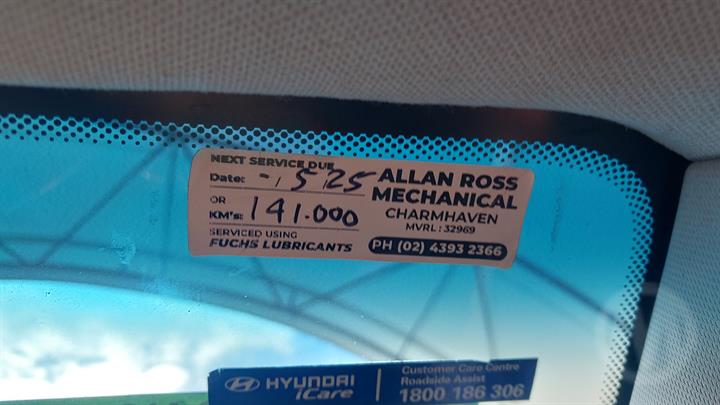 NEXT SERVICE DUE
Date: - / 5 / 25
OR
KM's: 141.000
SERVICED USING
FUCHS LUBRICANTS
ALLAN ROSS
MECHANICAL
CHARMHAVEN
MVRL : 32969
PH (02) 4393 2366
HYUNDAI
iCare
Customer Care Centre
Roadside Assist
1800 186 306